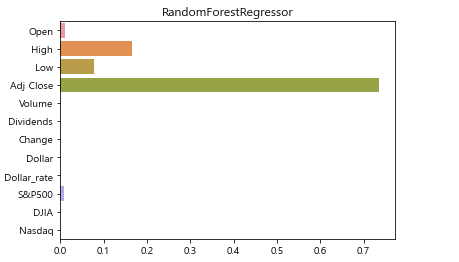 RandomForestRegressor
Open
High
Low
Adj Close
Volume
Dividends
Change
Dollar
Dollar_rate
S&P500
DJIA
Nasdaq
0.0 0.1 0.2 0.3 0.4 0.5 0.6 0.7